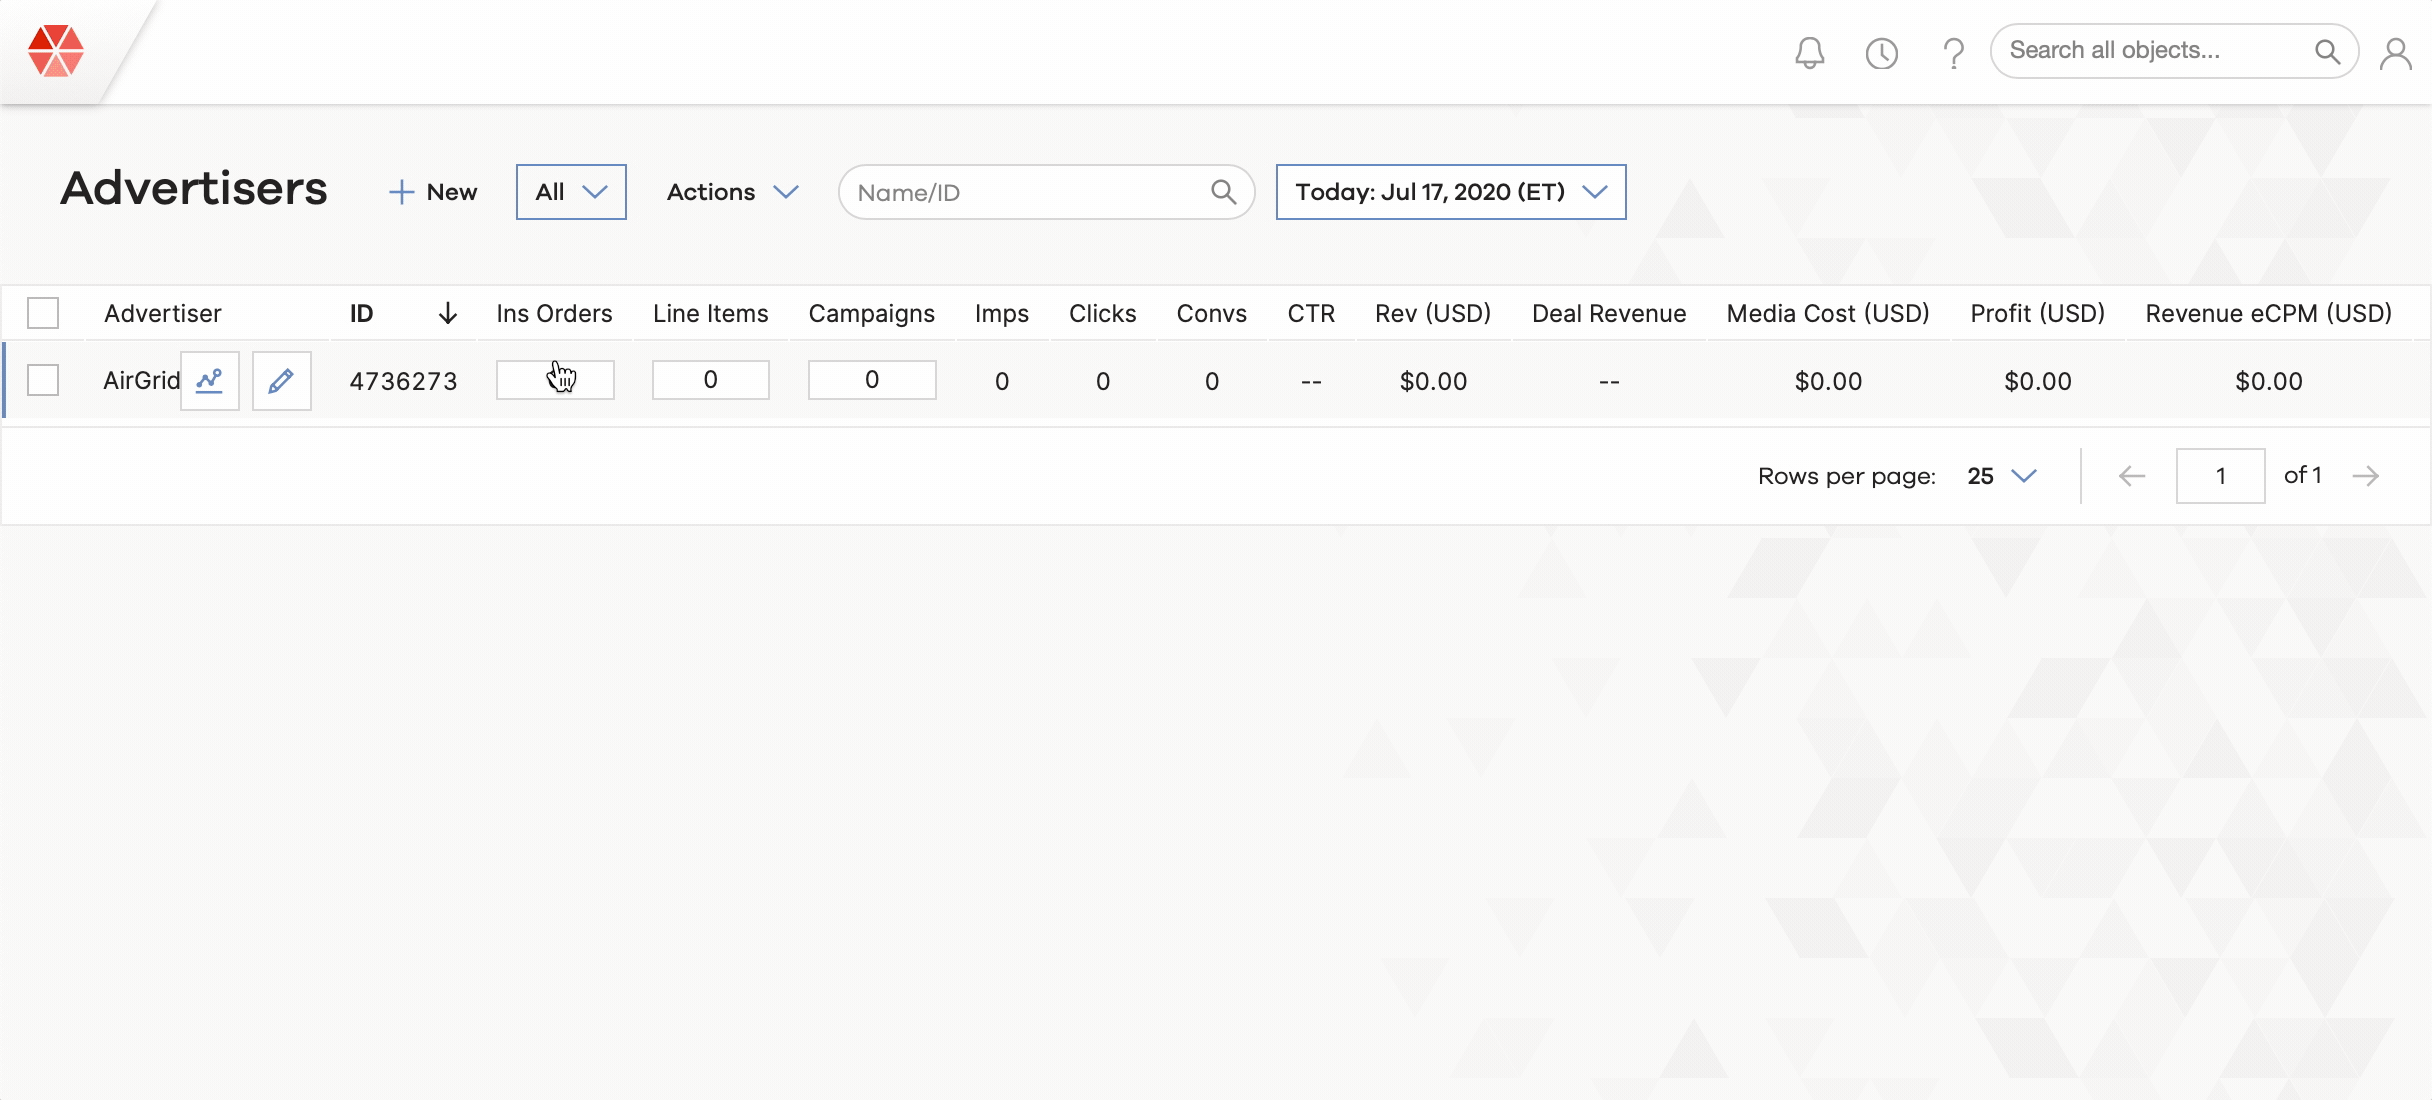 Search all objects...
Advertisers New All Actions Name/ID Today: Jul 17, 2020 (ET)
Advertiser ID Ins Orders Line Items Campaigns Imps Clicks Convs CTR Rev (USD) Deal Revenue Media Cost (USD) Profit (USD) Revenue eCPM (USD)
AirGrid 4736273 0 0 0 0 0 -- $0.00 -- $0.00 $0.00 $0.00
Rows per page: 25 1 of 1